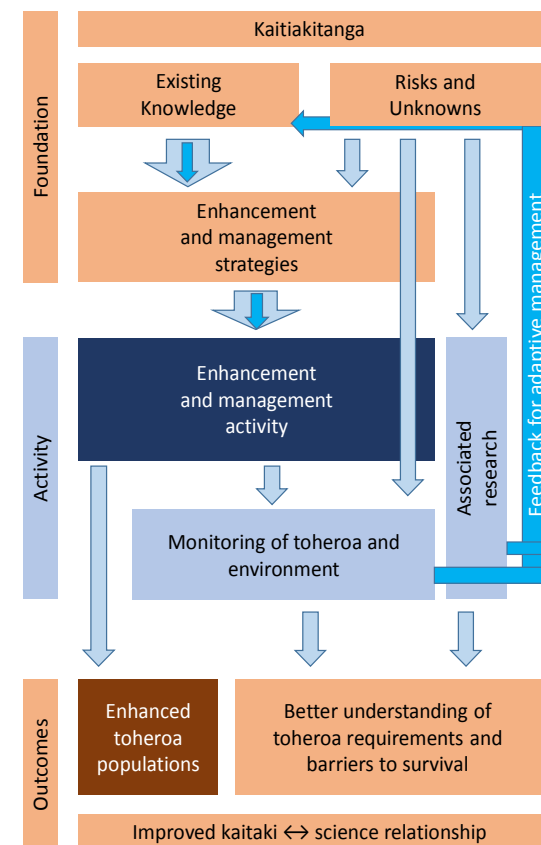 Kaitiakitanga
Foundation
Existing
Knowledge
Risks and
Unknowns
Enhancement
and management
strategies
Feedback for adaptive management
Activity
Enhancement
and management
activity
Associated
research
Monitoring of toheroa and
environment
Outcomes
Enhanced
toheroa
populations
Better understanding of
toheroa requirements and
barriers to survival
Improved kaitaki ↔ science relationship